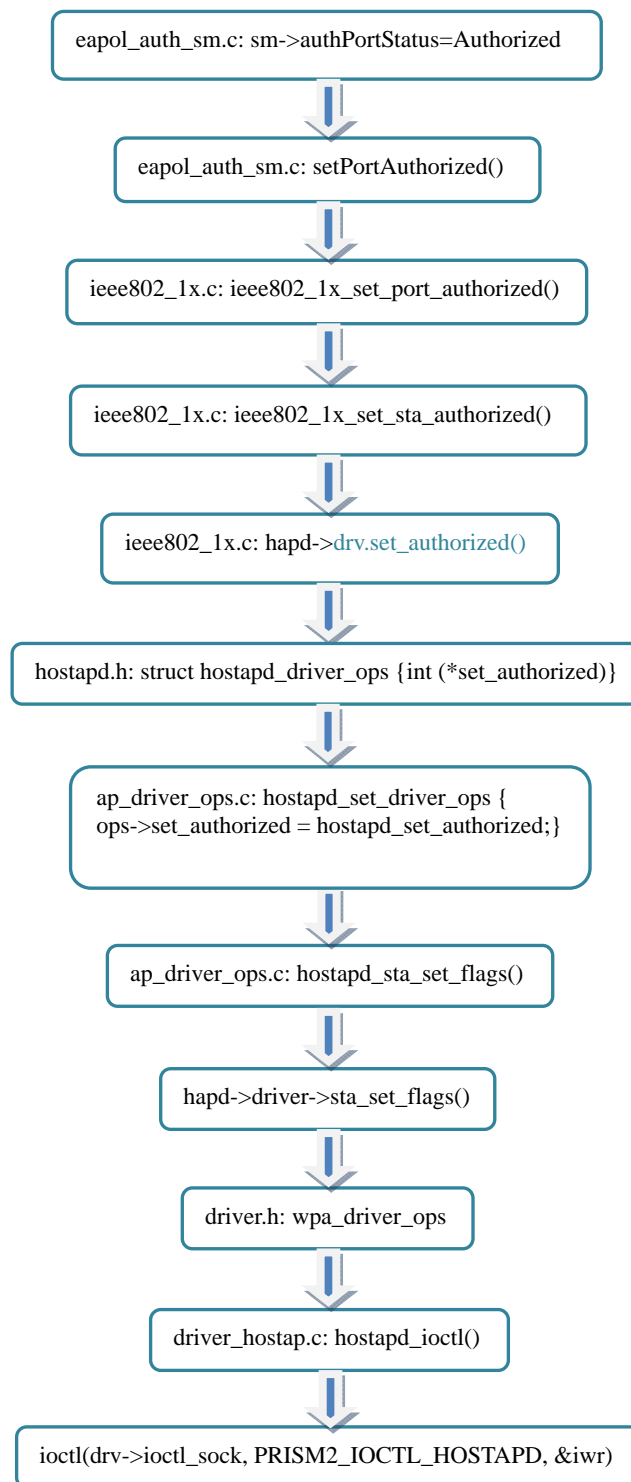 eapol_auth_sm.c: sm->authPortStatus=Authorized
eapol_auth_sm.c: setPortAuthorized()
ieee802_1x.c: ieee802_1x_set_port_authorized()
ieee802_1x.c: ieee802_1x_set_sta_authorized()
ieee802_1x.c: hapd->drv.set_authorized()
hostapd.h: struct hostapd_driver_ops {int (*set_authorized)}
ap_driver_ops.c: hostapd_set_driver_ops {
ops->set_authorized = hostapd_set_authorized;}
ap_driver_ops.c: hostapd_sta_set_flags()
hapd->driver->sta_set_flags()
driver.h: wpa_driver_ops
driver_hostap.c: hostapd_ioctl()
ioctl(drv->ioctl_sock, PRISM2_IOCTL_HOSTAPD, &iwr)